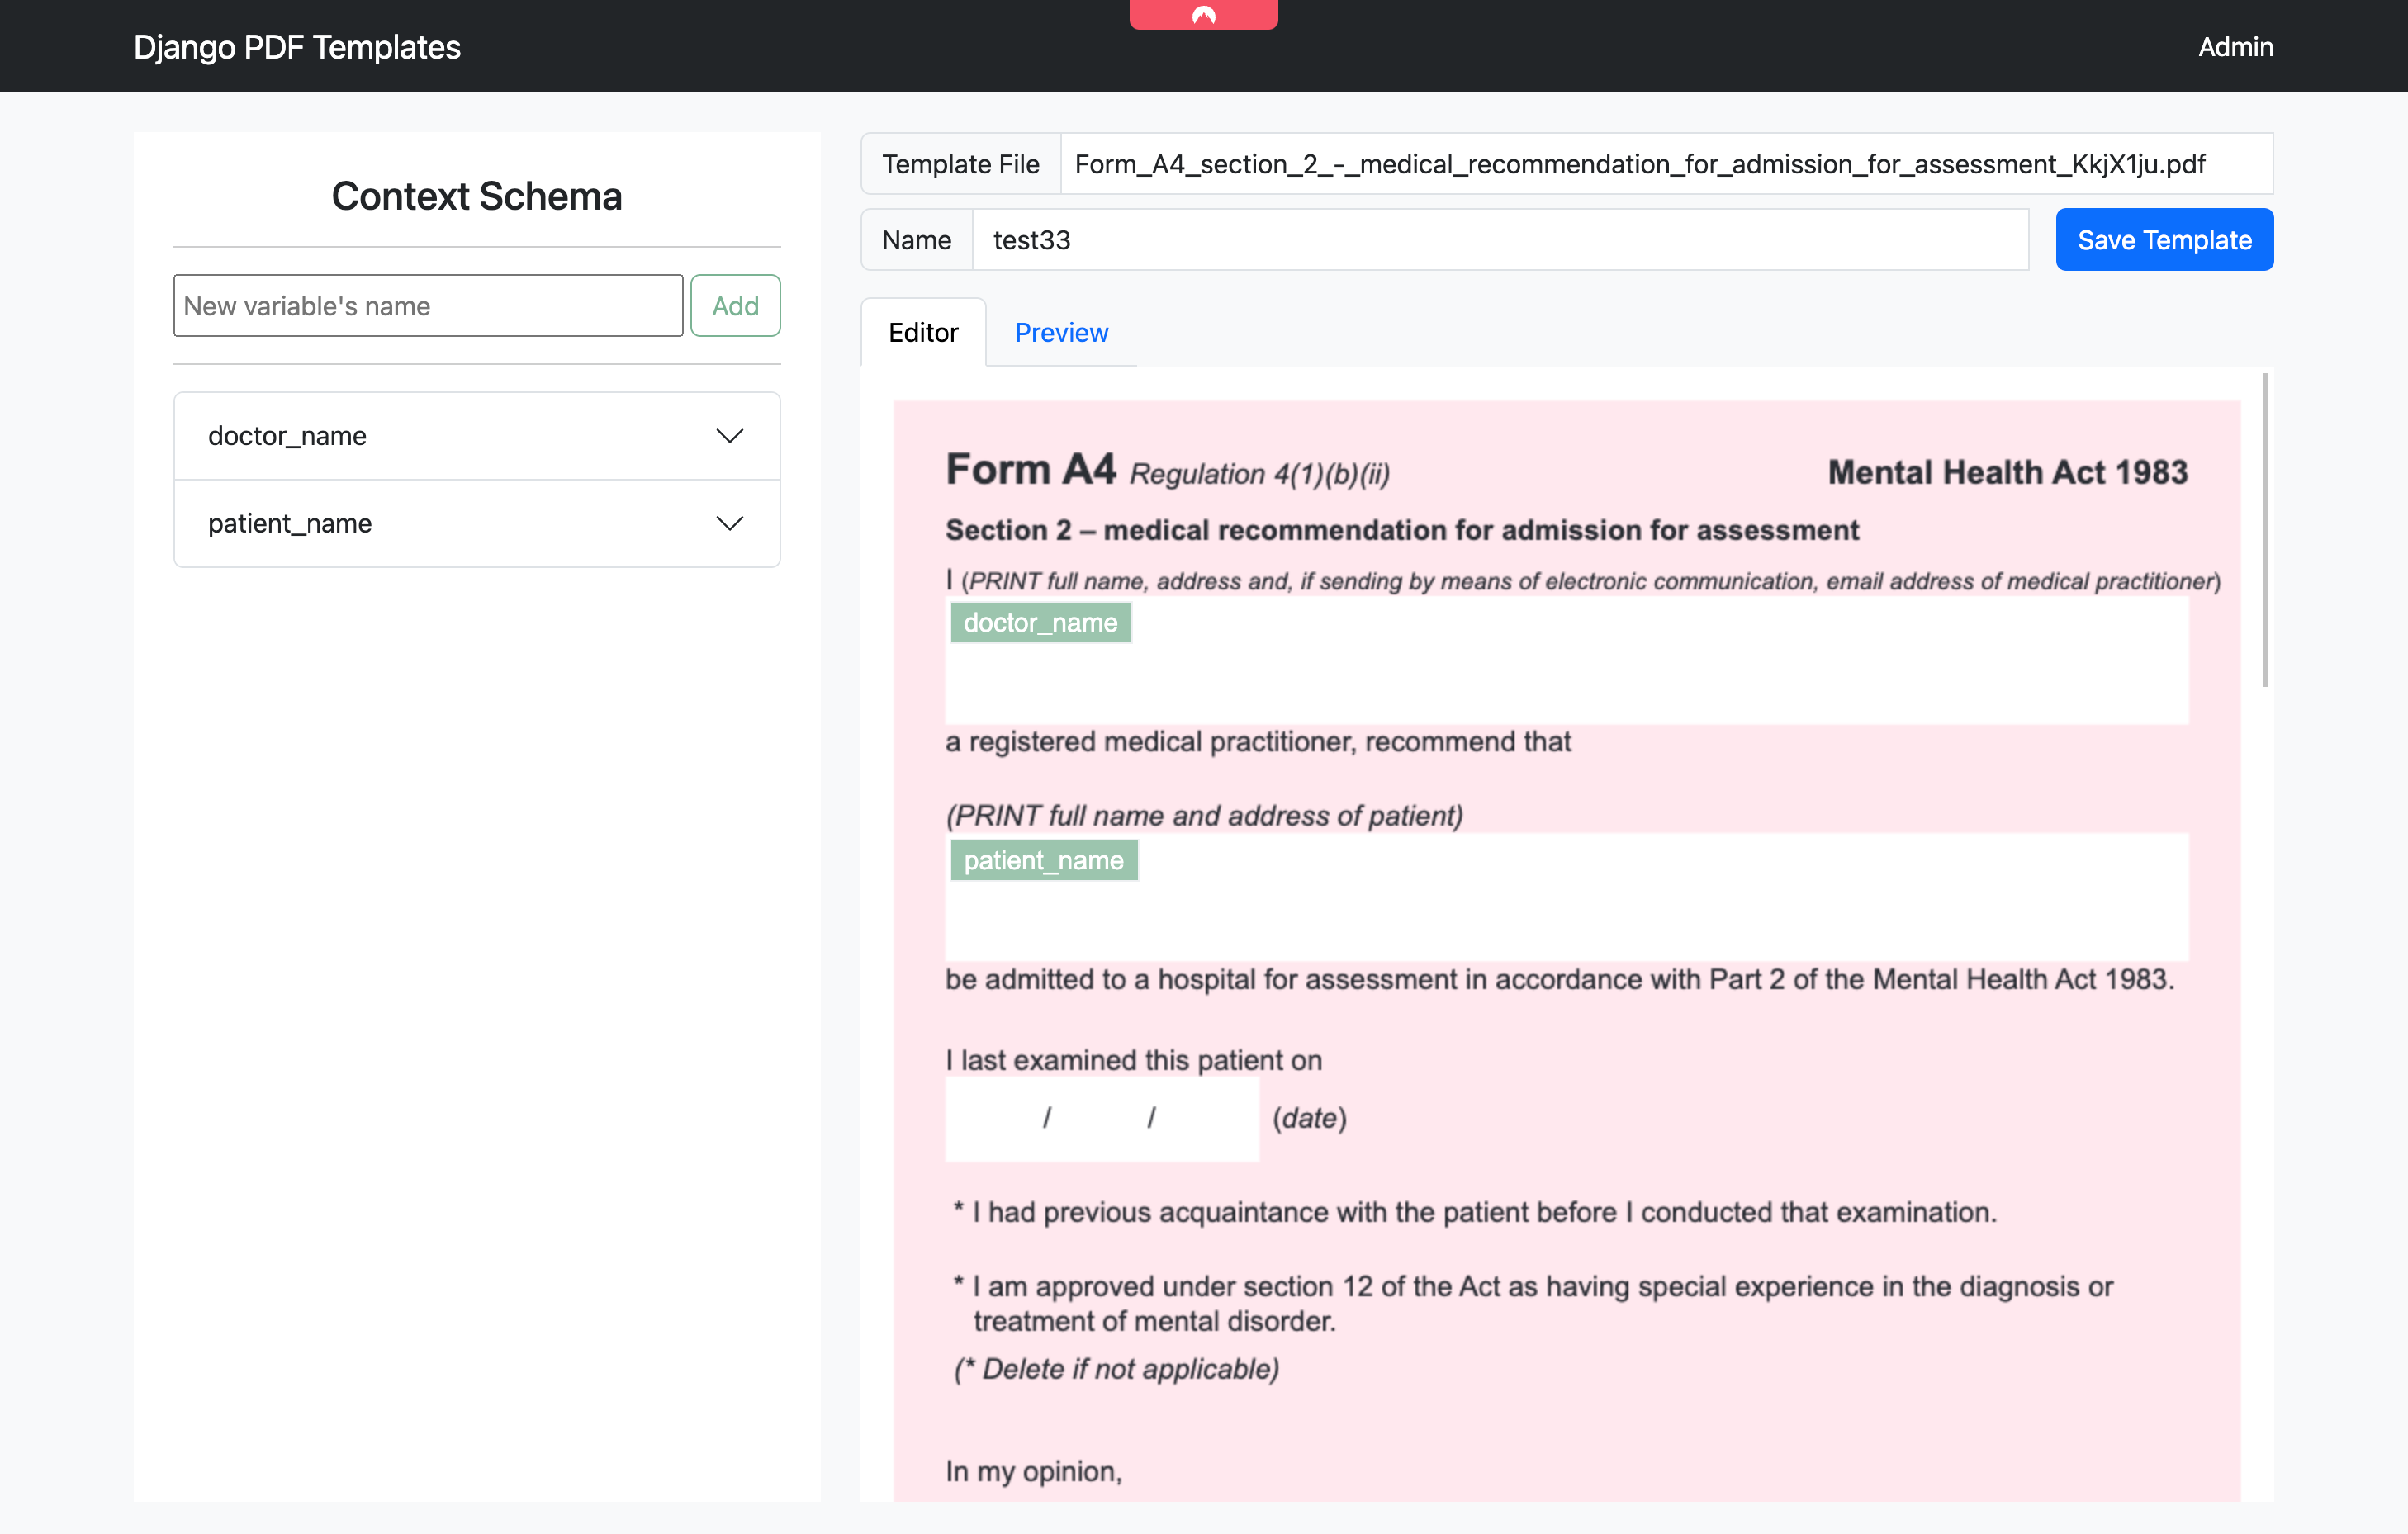 Django PDF Templates
Admin
Context Schema
New variable's name
Add
doctor_name
patient_name
Template File
Form_A4_section_2_-_medical_recommendation_for_admission_for_assessment_KkjX1ju.pdf
Name
test33
Save Template
Editor
Preview
Form A4 Regulation 4(1)(b)(ii)
Mental Health Act 1983
Section 2 – medical recommendation for admission for assessment
I (PRINT full name, address and, if sending by means of electronic communication, email address of medical practitioner)
doctor_name
a registered medical practitioner, recommend that
(PRINT full name and address of patient)
patient_name
be admitted to a hospital for assessment in accordance with Part 2 of the Mental Health Act 1983.
I last examined this patient on
/ / (date)
* I had previous acquaintance with the patient before I conducted that examination.
* I am approved under section 12 of the Act as having special experience in the diagnosis or
treatment of mental disorder.
(* Delete if not applicable)
In my opinion,